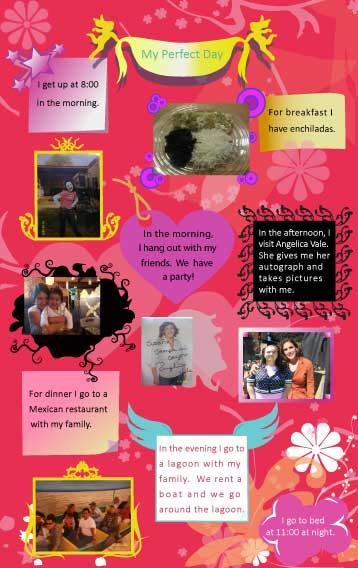 My Perfect Day
I get up at 8:00
in the morning.
For breakfast I
have enchiladas.
In the morning,
I hang out with my
friends. We have
a party!
In the afternoon, I
visit Angelica Vale.
She gives me her
autograph and
takes pictures
with me.
For dinner I go to a
Mexican restaurant
with my family.
In the evening I go to
a lagoon with my
family. We rent a
boat and we go
around the lagoon.
I go to bed
at 11:00 at night.